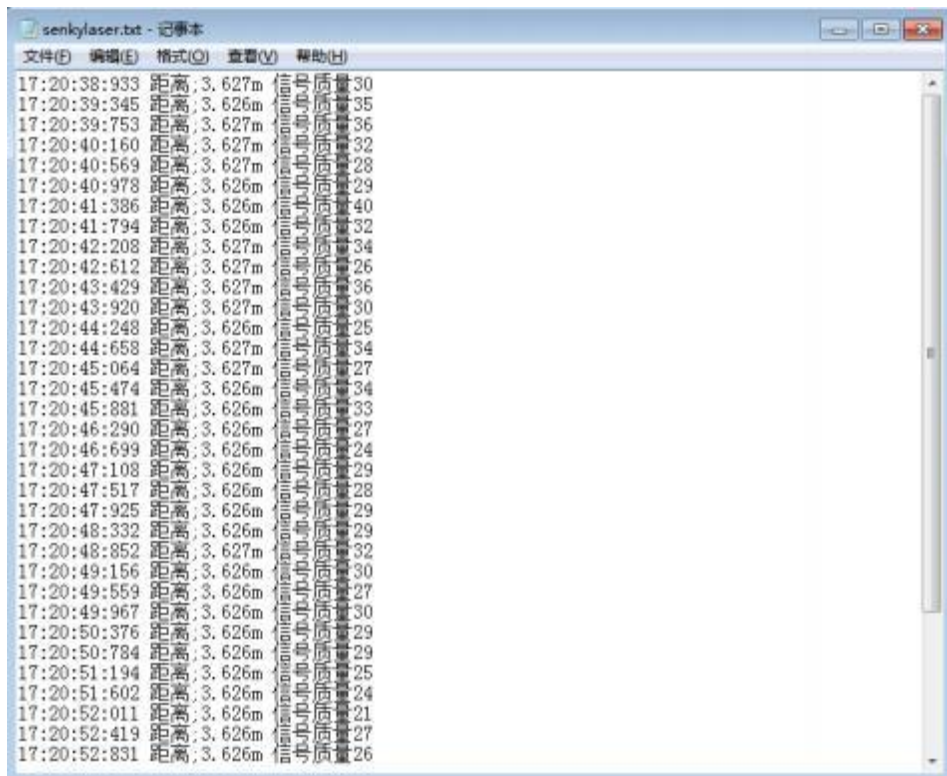 senkylaser.txt - 记事本
文件(F) 编辑(E) 格式(O) 查看(V) 帮助(H)
17:20:38:933 距离;3.627m 信号质量30
17:20:39:345 距离;3.626m 信号质量35
17:20:39:753 距离;3.627m 信号质量36
17:20:40:160 距离;3.627m 信号质量32
17:20:40:569 距离;3.627m 信号质量28
17:20:40:978 距离;3.626m 信号质量29
17:20:41:386 距离;3.626m 信号质量40
17:20:41:794 距离;3.626m 信号质量32
17:20:42:208 距离;3.627m 信号质量34
17:20:42:612 距离;3.627m 信号质量26
17:20:43:429 距离;3.627m 信号质量36
17:20:43:920 距离;3.627m 信号质量30
17:20:44:248 距离;3.626m 信号质量25
17:20:44:658 距离;3.627m 信号质量34
17:20:45:064 距离;3.627m 信号质量27
17:20:45:474 距离;3.626m 信号质量34
17:20:45:881 距离;3.626m 信号质量33
17:20:46:290 距离;3.626m 信号质量27
17:20:46:699 距离;3.626m 信号质量24
17:20:47:108 距离;3.626m 信号质量29
17:20:47:517 距离;3.626m 信号质量28
17:20:47:925 距离;3.626m 信号质量29
17:20:48:332 距离;3.626m 信号质量29
17:20:48:852 距离;3.627m 信号质量32
17:20:49:156 距离;3.626m 信号质量30
17:20:49:559 距离;3.626m 信号质量27
17:20:49:967 距离;3.626m 信号质量30
17:20:50:376 距离;3.626m 信号质量29
17:20:50:784 距离;3.626m 信号质量29
17:20:51:194 距离;3.626m 信号质量25
17:20:51:602 距离;3.626m 信号质量24
17:20:52:011 距离;3.626m 信号质量21
17:20:52:419 距离;3.626m 信号质量27
17:20:52:831 距离;3.626m 信号质量26